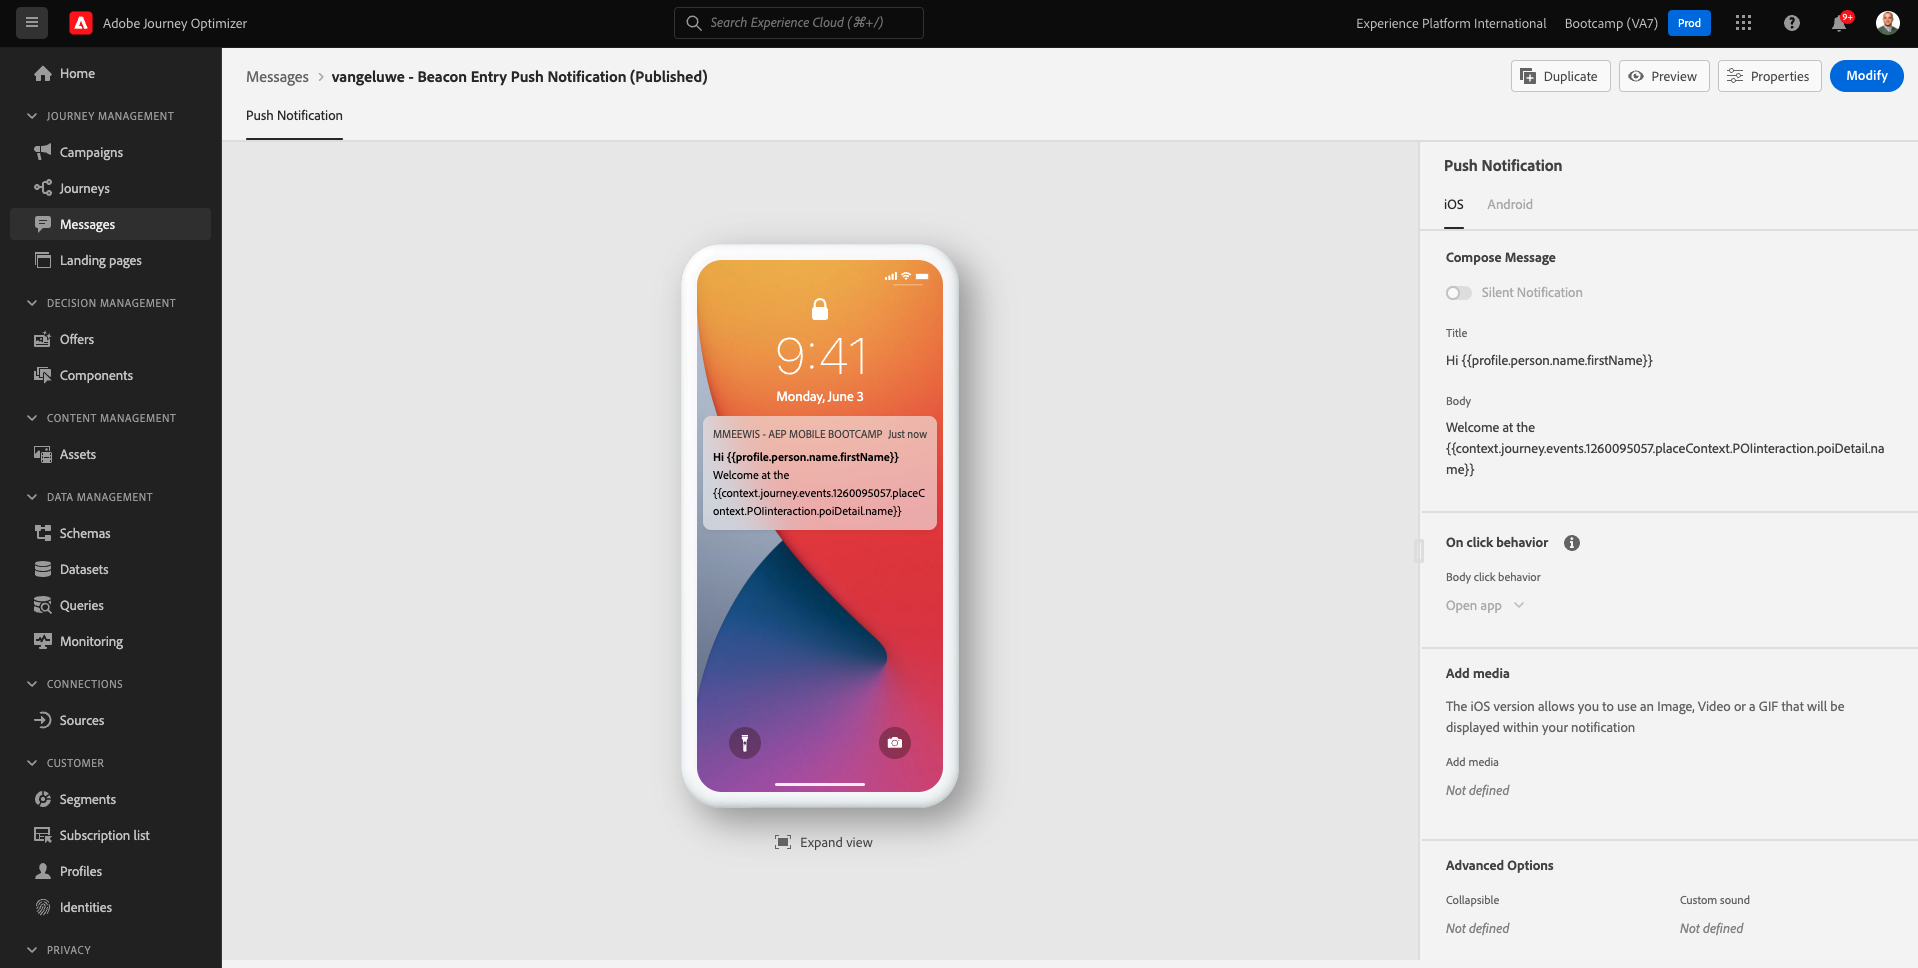 Adobe Journey Optimizer
Search Experience Cloud (⌘+/)
Experience Platform International
Bootcamp (VA7)
Prod
9+
Home
JOURNEY MANAGEMENT
Campaigns
Journeys
Messages
Landing pages
DECISION MANAGEMENT
Offers
Components
CONTENT MANAGEMENT
Assets
DATA MANAGEMENT
Schemas
Datasets
Queries
Monitoring
CONNECTIONS
Sources
CUSTOMER
Segments
Subscription list
Profiles
Identities
PRIVACY
Messages > vangeluwe - Beacon Entry Push Notification (Published)
Duplicate
Preview
Properties
Modify
Push Notification
9:41
Monday, June 3
MMEEWIS - AEP MOBILE BOOTCAMP Just now
Hi {{profile.person.name.firstName}}
Welcome at the
{{context.journey.events.1260095057.placeC
ontext.POIinteraction.poiDetail.name}}
Expand view
Push Notification
iOS
Android
Compose Message
Silent Notification
Title
Hi {{profile.person.name.firstName}}
Body
Welcome at the
{{context.journey.events.1260095057.placeContext.POIinteraction.poiDetail.na
me}}
On click behavior
Body click behavior
Open app
Add media
The iOS version allows you to use an Image, Video or a GIF that will be
displayed within your notification
Add media
Not defined
Advanced Options
Collapsible
Custom sound
Not defined
Not defined